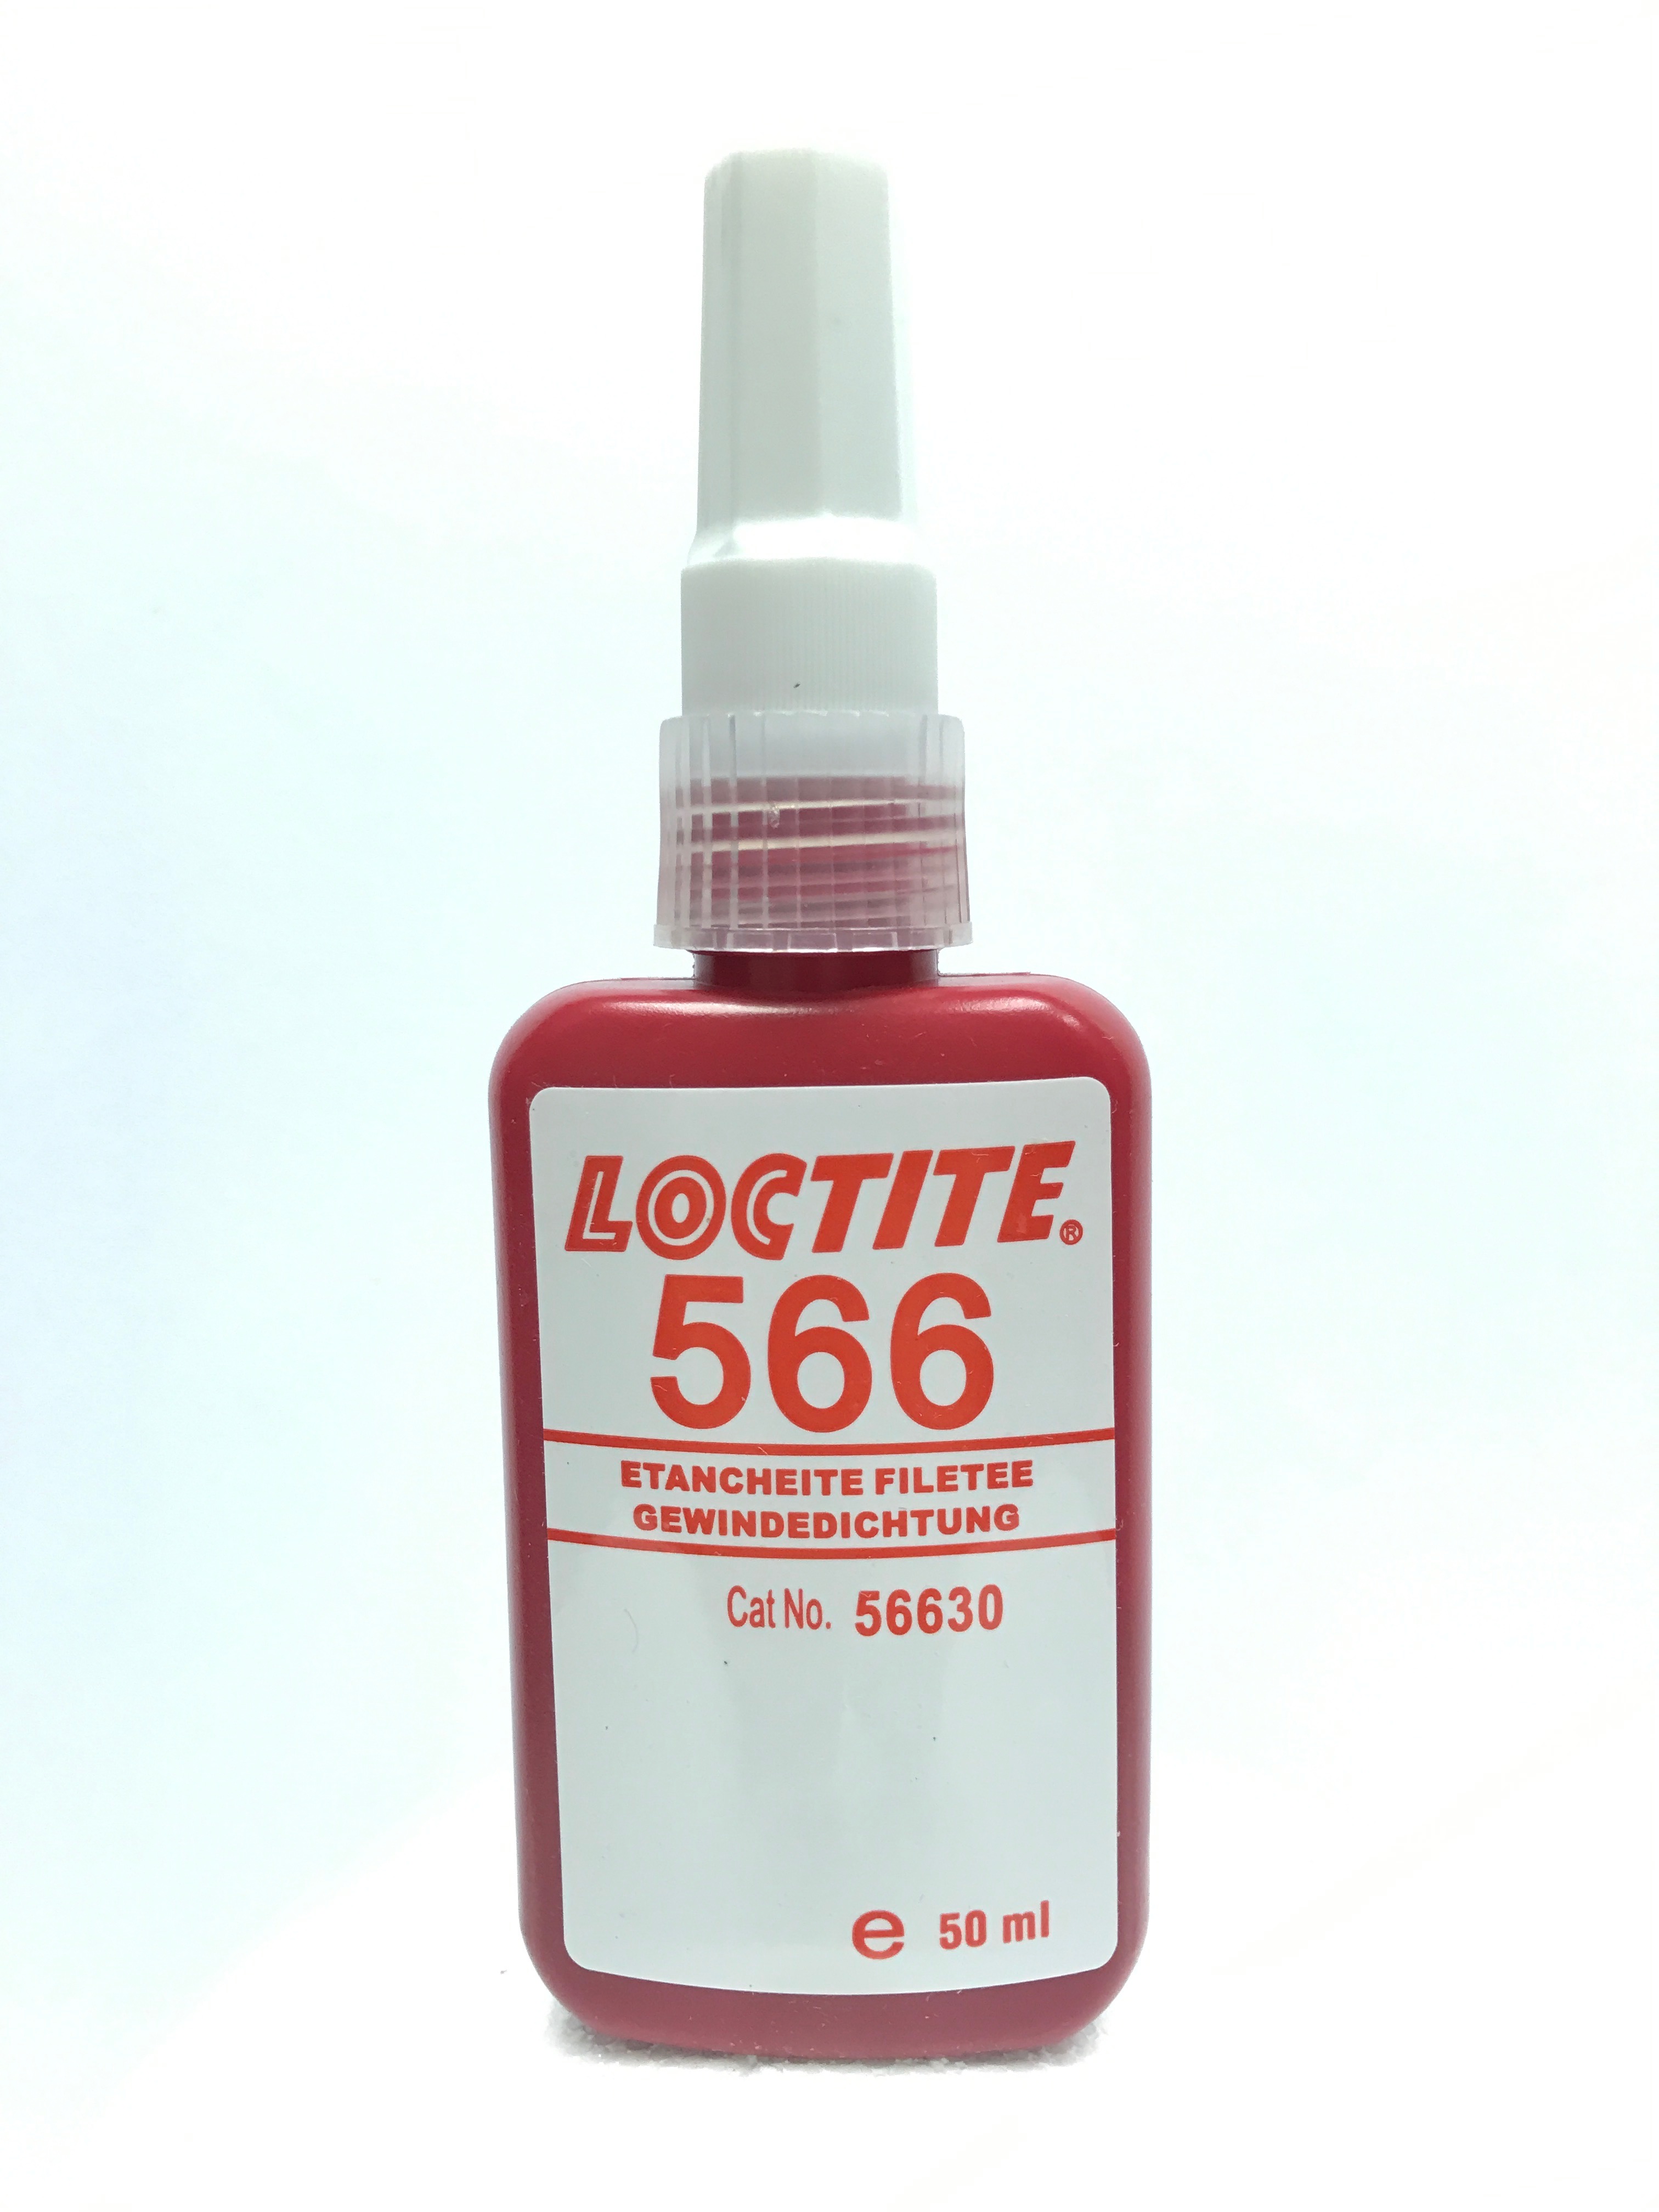 LOCTITE®
566
ETANCHEITE FILETEE
GEWINDEDICHTUNG
Cat No. 56630
e 50 ml